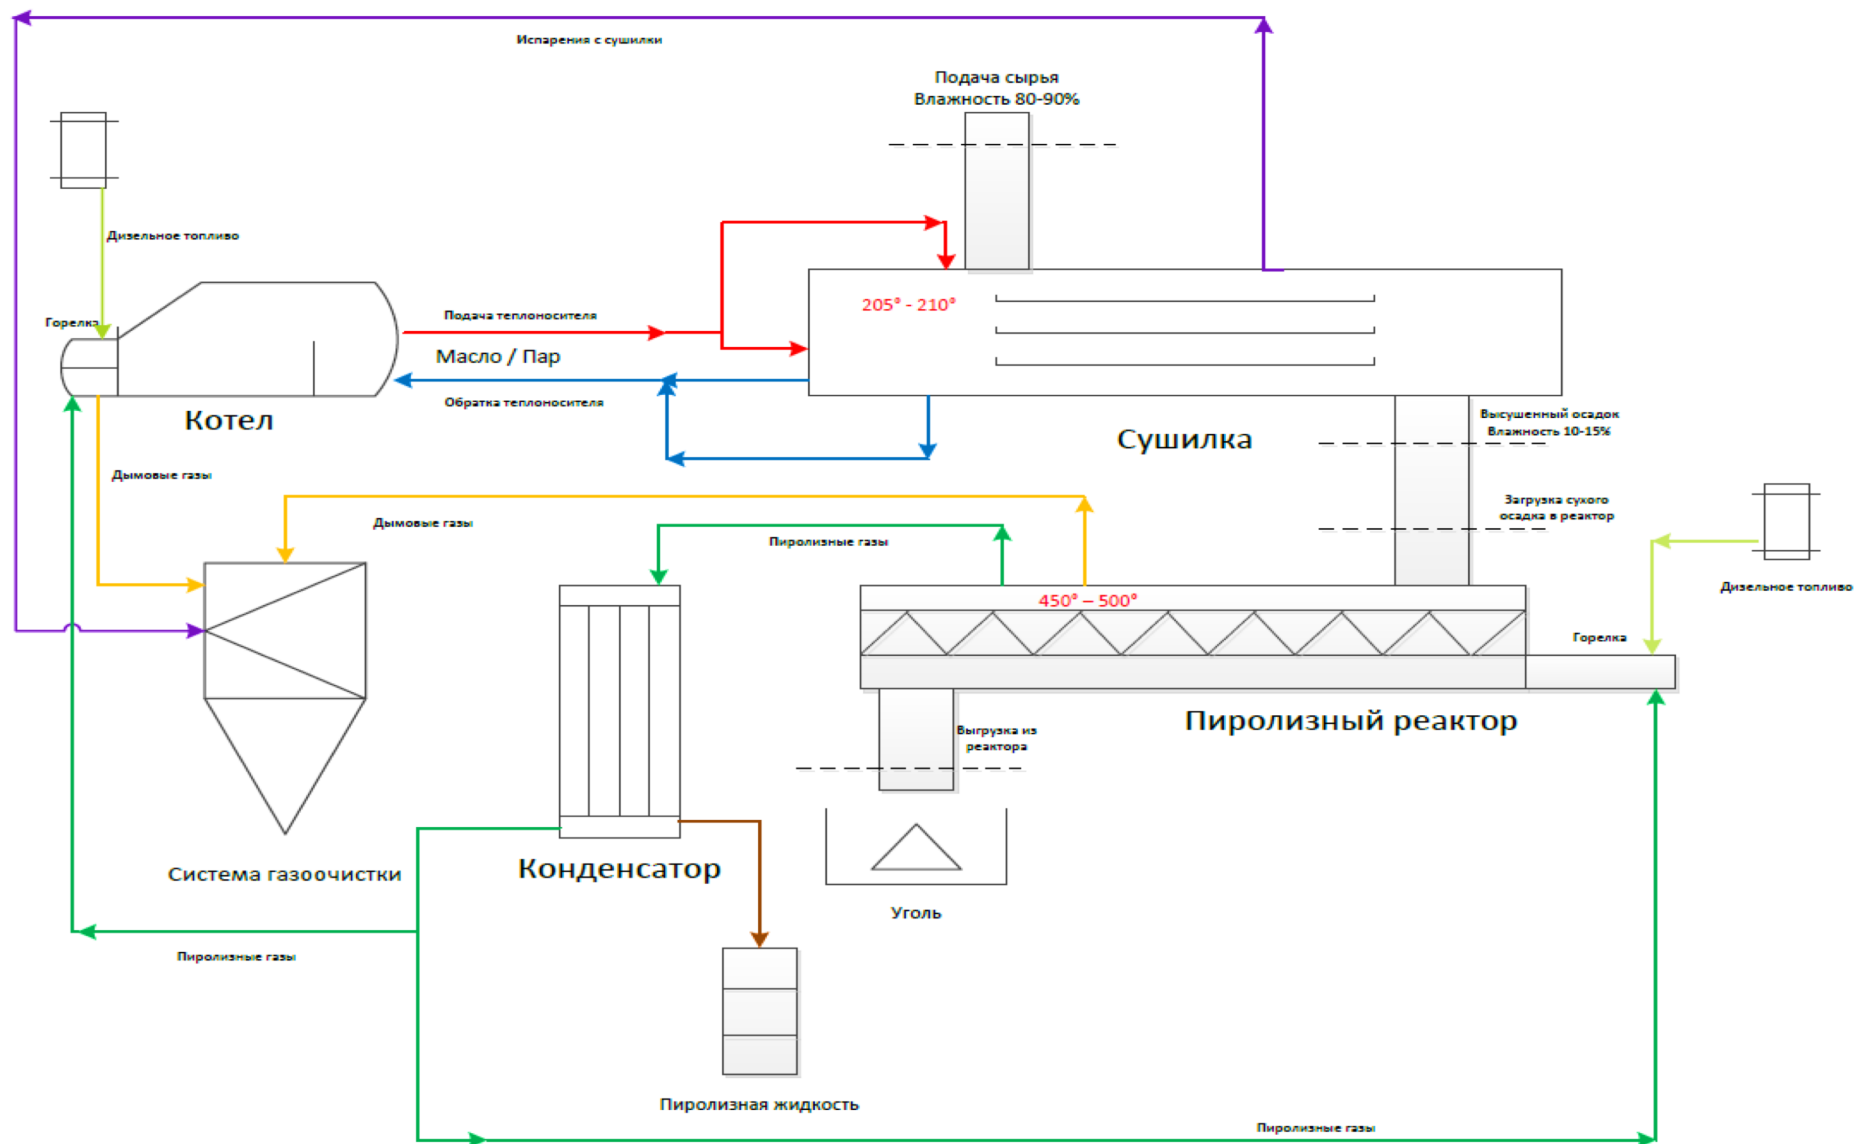 Испарения с сушилки
Подача сырья
Влажность 80-90%
Дизельное топливо
205° - 210°
Горелка
Подача теплоносителя
Масло / Пар
Обратка теплоносителя
Котел
Сушилка
Высушенный осадок
Влажность 10-15%
Дымовые газы
Загрузка сухого
осадка в реактор
Дымовые газы
Пиролизные газы
Дизельное топливо
450° – 500°
Горелка
Пиролизный реактор
Выгрузка из
реактора
Система газоочистки
Конденсатор
Уголь
Пиролизные газы
Пиролизная жидкость
Пиролизные газы